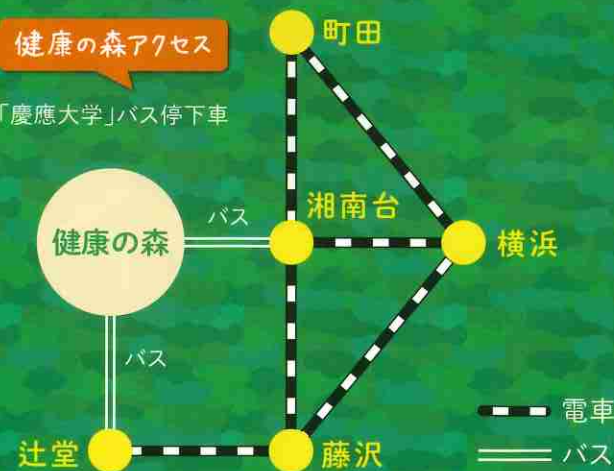 健康の森アクセス
「慶應大学」バス停下車
町田
湘南台
バス
健康の森
横浜
バス
辻堂
藤沢
電車
バス